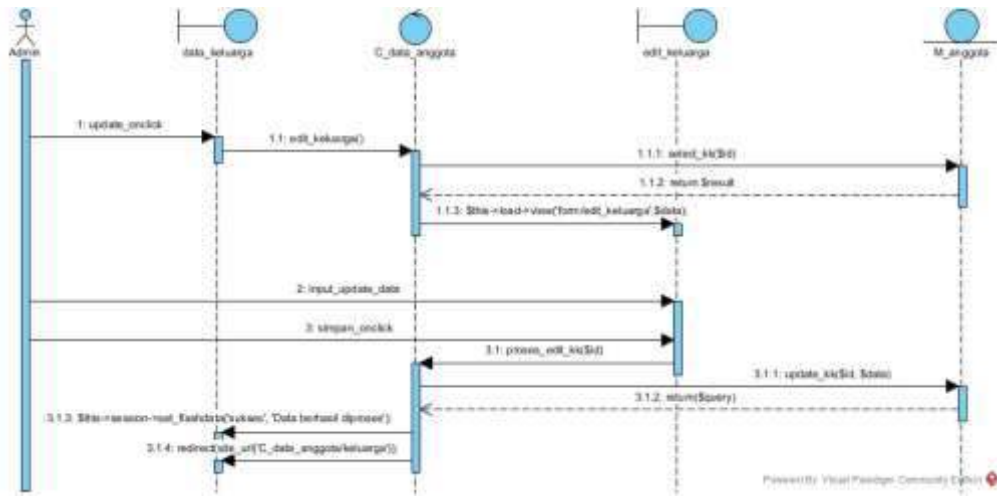 Admin
data_keluarga
C_data_anggota
edit_keluarga
M_anggota
1: update_onclick
1.1: edit_keluarga()
1.1.1: select_kk($id)
1.1.2: return $result
1.1.3: $this->load->view('form/edit_keluarga' $data)
2: input_update_data
3: simpan_onclick
3.1: proses_edit_kk($id)
3.1.1: update_kk($id, $data)
3.1.2: return($query)
3.1.3: $this->session->set_flashdata('sukses', 'Data berhasil diproses')
3.1.4: redirect(site_url('C_data_anggota/keluarga'))
Powered By Visual Paradigm Community Edition